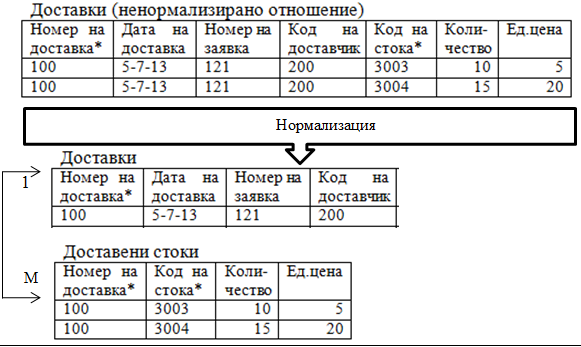 Доставки (ненормализирано отношение)
Номер на доставка* Дата на доставка Номер на заявка Код на доставчик Код на стока* Коли-чество Ед.цена
100 5-7-13 121 200 3003 10 5
100 5-7-13 121 200 3004 15 20
Нормализация
Доставки
1
Номер на доставка* Дата на доставка Номер на заявка Код на доставчик
100 5-7-13 121 200
Доставени стоки
М
Номер на доставка* Код на стока* Коли-чество Ед.цена
100 3003 10 5
100 3004 15 20